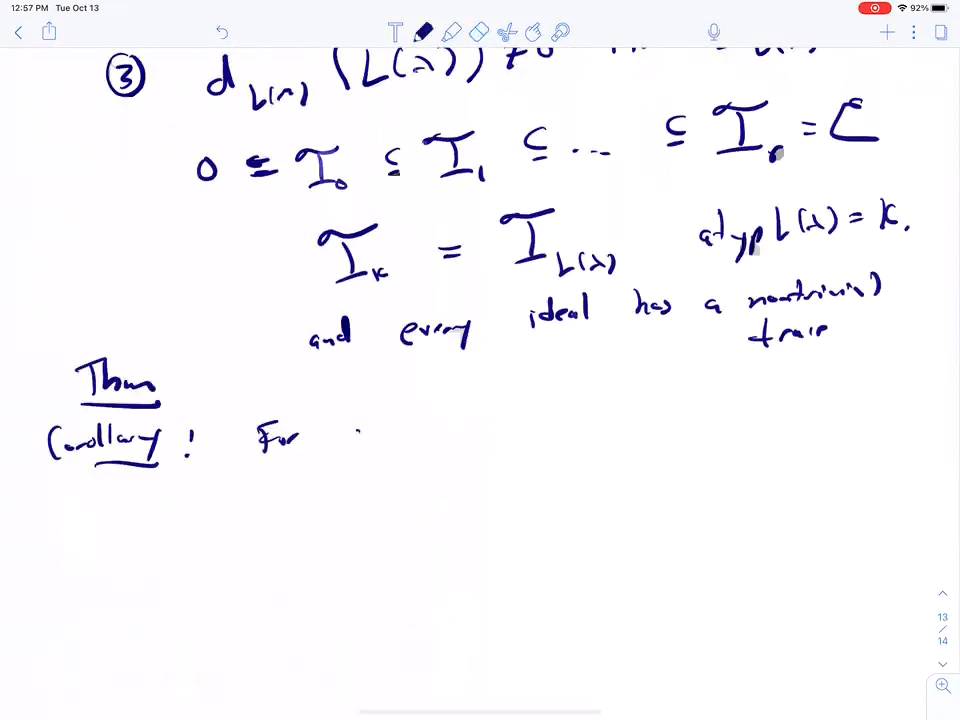 12:57 PM Tue Oct 13
92%
③ d_{L(μ)} (L(λ)) ≠ 0
0 ⊆ I_0 ⊆ I_1 ⊆ ... ⊆ I_r = C
I_k = I_{L(λ)} atyp L(λ) = k.
and every ideal has a nontrivial
trace
Thm
Corollary: For
13
14